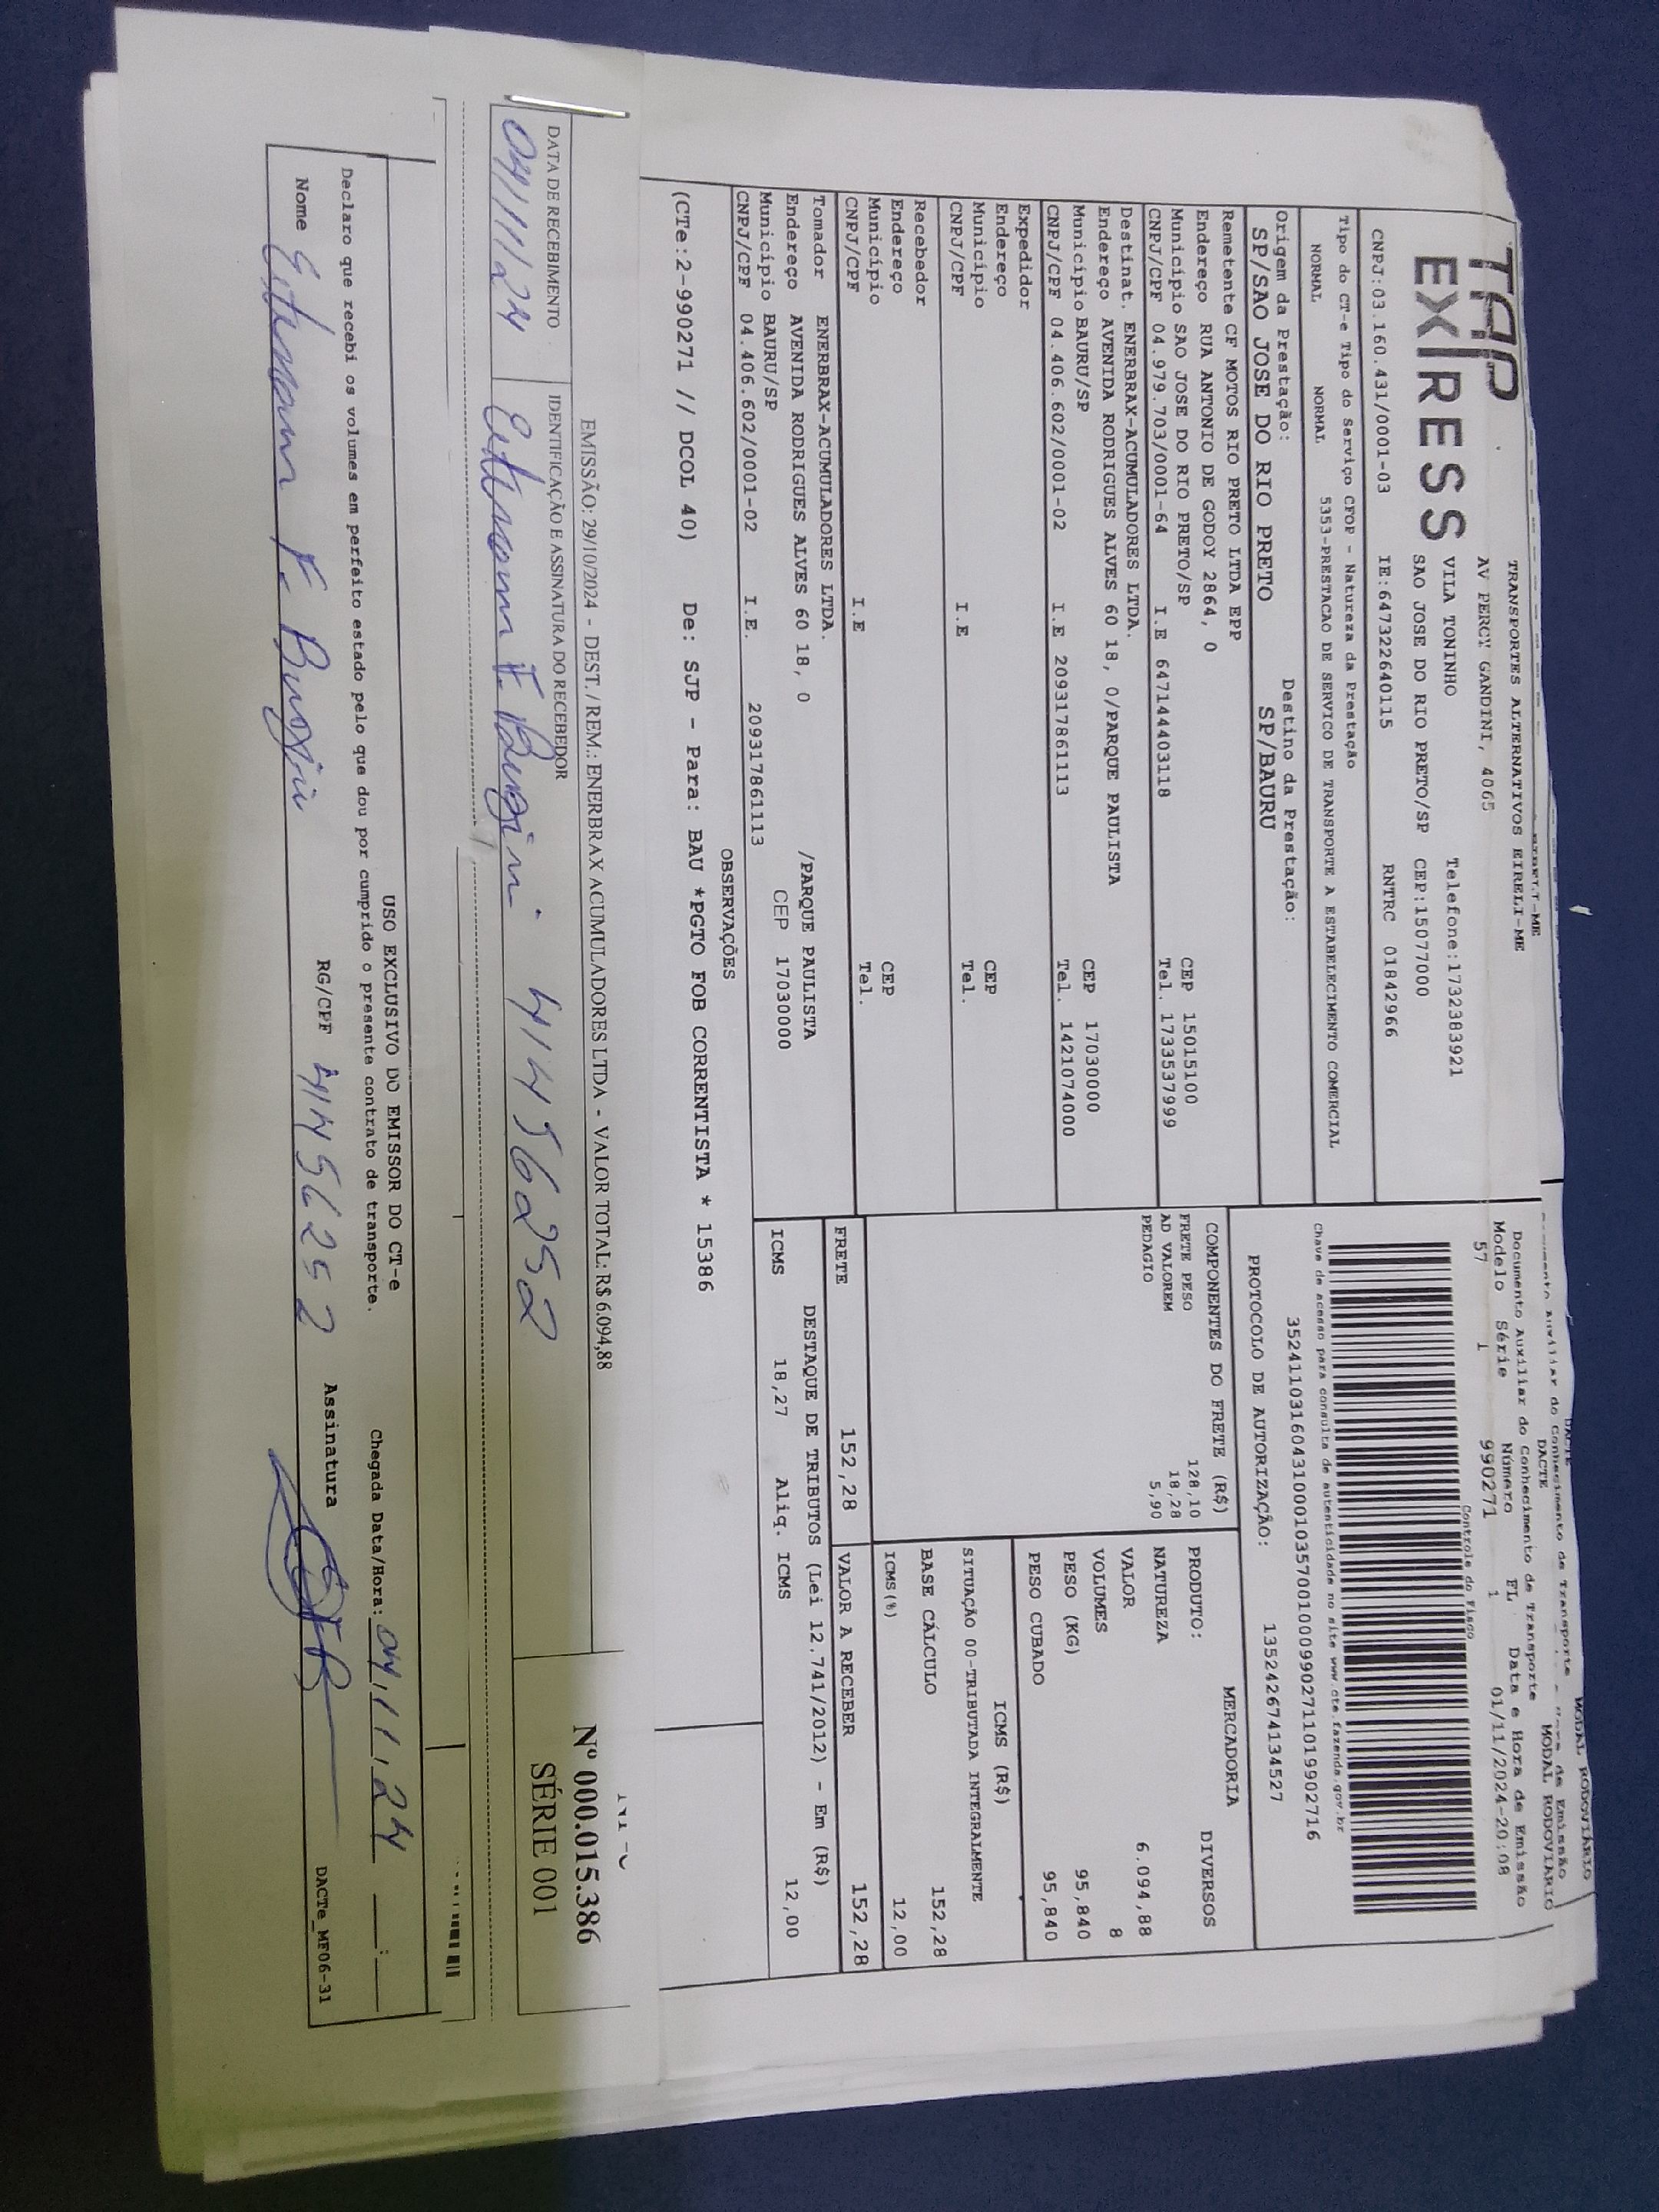 TRANSPORTES ALTERNATIVOS EIRELI-ME
TAP EXPRESS
AV PERCY GANDINI, 4065
VILA TONINHO Telefone:1732383921
SAO JOSE DO RIO PRETO/SP CEP:15077000
CNPJ:03.160.431/0001-03 IE:647322640115 RNTRC 01842966
Tipo do CT-e Tipo do Serviço CFOP - Natureza da Prestação
NORMAL NORMAL 5353-PRESTACAO DE SERVICO DE TRANSPORTE A ESTABELECIMENTO COMERCIAL
Origem da Prestação: Destino da Prestação:
SP/SAO JOSE DO RIO PRETO SP/BAURU
Remetente CF MOTOS RIO PRETO LTDA EPP
Endereço RUA ANTONIO DE GODOY 2864, 0
Município SAO JOSE DO RIO PRETO/SP CEP 15015100
CNPJ/CPF 04.979.703/0001-64 I.E 647144403118 Tel. 1733537999
Destinat. ENERBRAX-ACUMULADORES LTDA.
Endereço AVENIDA RODRIGUES ALVES 60 18, 0/PARQUE PAULISTA
Município BAURU/SP CEP 17030000
CNPJ/CPF 04.406.602/0001-02 I.E 209317861113 Tel. 1421074000
Expedidor
Endereço
Município CEP
CNPJ/CPF I.E Tel.
Recebedor
Endereço
Município CEP
CNPJ/CPF I.E Tel.
Tomador ENERBRAX-ACUMULADORES LTDA.
Endereço AVENIDA RODRIGUES ALVES 60 18, 0 /PARQUE PAULISTA
Município BAURU/SP CEP 17030000
CNPJ/CPF 04.406.602/0001-02 I.E. 209317861113
DACTE MODAL RODOVIÁRIO
Documento Auxiliar do Conhecimento de Transporte
Modelo Série Número FL Data e Hora de Emissão
57 1 990271 1 01/11/2024-20:08
Controle do Fisco
Chave de acesso para consulta de autenticidade no site www.cte.fazenda.gov.br
35241103160431000103570010009902711019902716
PROTOCOLO DE AUTORIZAÇÃO: 135242674134527
COMPONENTES DO FRETE (R$)
FRETE PESO 128,10
AD VALOREM 18,28
PEDAGIO 5,90
MERCADORIA
PRODUTO: DIVERSOS
NATUREZA
VALOR 6.094,88
VOLUMES 8
PESO (KG) 95,840
PESO CUBADO 95,840
ICMS (R$)
SITUAÇÃO 00-TRIBUTADA INTEGRALMENTE
BASE CÁLCULO 152,28
ICMS(%) 12,00
FRETE 152,28 VALOR A RECEBER 152,28
DESTAQUE DE TRIBUTOS (Lei 12.741/2012) - Em (R$)
ICMS 18,27 Aliq. ICMS 12,00
OBSERVAÇÕES
(CTe:2-990271 // DCOL 40) De: SJP - Para: BAU *PGTO FOB CORRENTISTA * 15386
EMISSÃO: 29/10/2024 - DEST. / REM.: ENERBRAX ACUMULADORES LTDA - VALOR TOTAL: R$ 6.094,88
Nº 000.015.386
SÉRIE 001
DATA DE RECEBIMENTO IDENTIFICAÇÃO E ASSINATURA DO RECEBEDOR
04/11/24 41456252
USO EXCLUSIVO DO EMISSOR DO CT-e
Declaro que recebi os volumes em perfeito estado pelo que dou por cumprido o presente contrato de transporte. Chegada Data/Hora: 04/11/24 __:__
Nome RG/CPF 41456252 Assinatura
DACTe_MF06-31